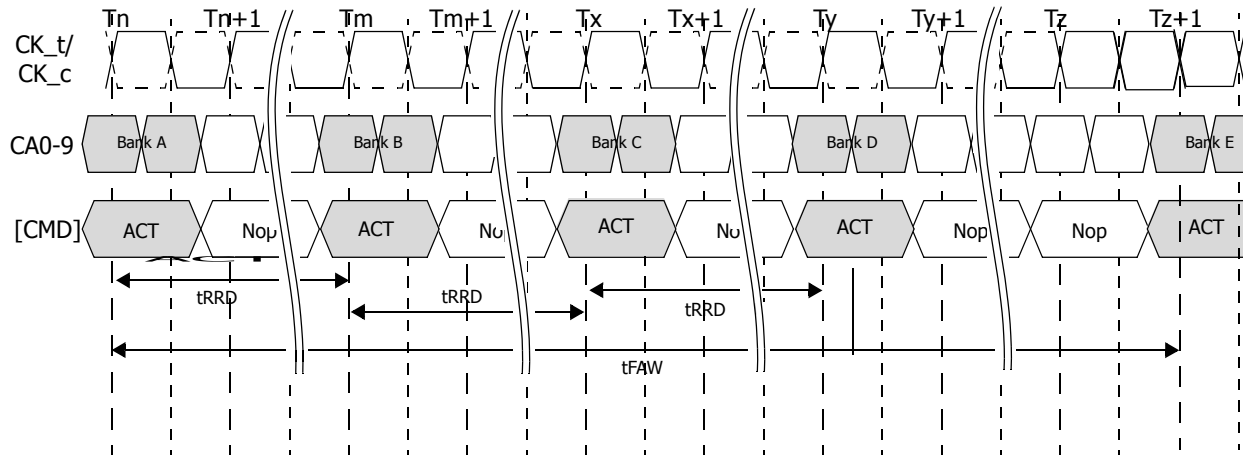 Tn Tn+1 Tm Tm+1 Tx Tx+1 Ty Ty+1 Tz Tz+1
CK_t/
CK_c
CA0-9 Bank A Bank B Bank C Bank D Bank E
[CMD] ACT Nop ACT ACT ACT Nop Nop ACT
tRRD tRRD tRRD
tFAW